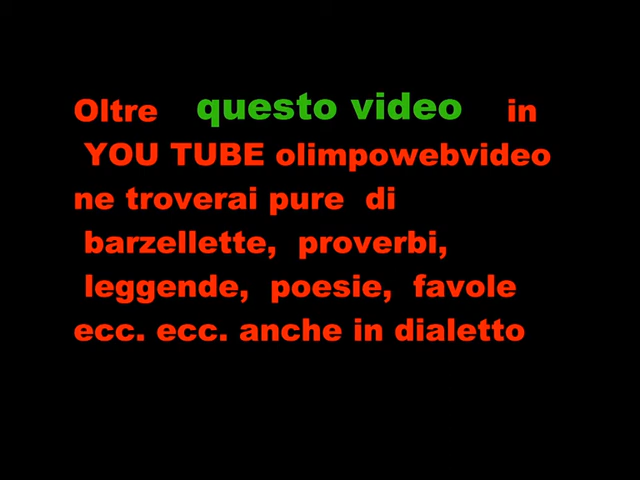 Oltre questo video in
YOU TUBE olimpowebvideo
ne troverai pure di
barzellette, proverbi,
leggende, poesie, favole
ecc. ecc. anche in dialetto